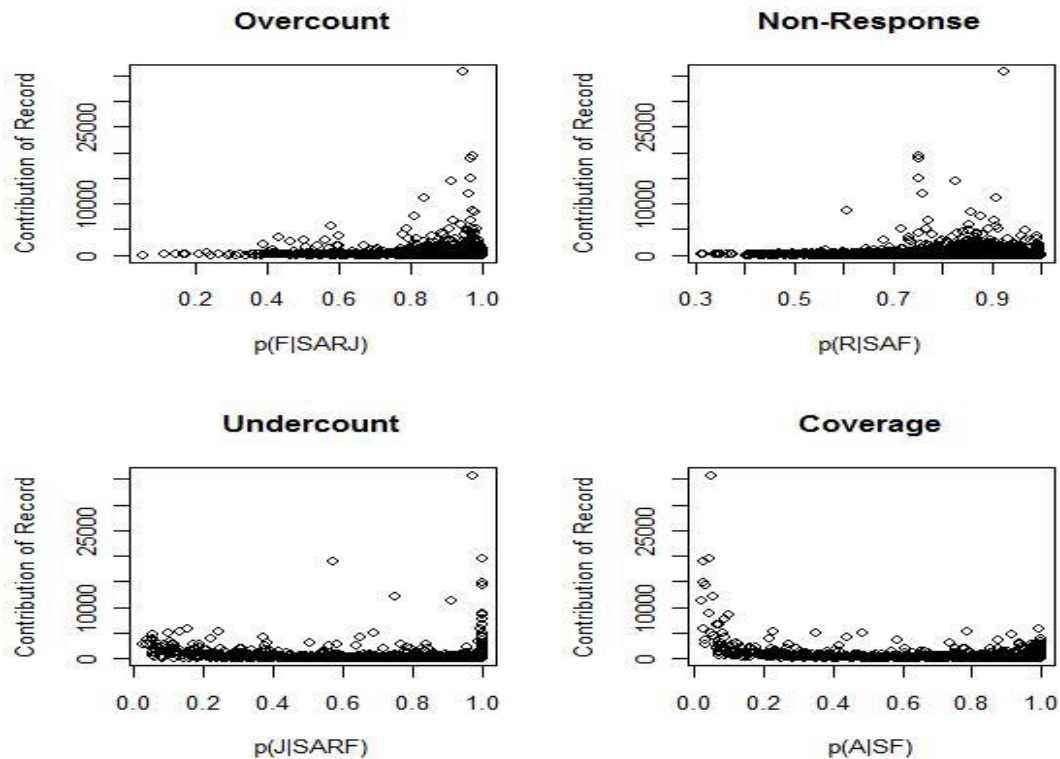 Overcount
Contribution of Record
0
10000
25000
0.2 0.4 0.6 0.8 1.0
p(F|SARJ)
Non-Response
Contribution of Record
0
10000
25000
0.3 0.5 0.7 0.9
p(R|SAF)
Undercount
Contribution of Record
0
10000
25000
0.0 0.2 0.4 0.6 0.8 1.0
p(J|SARF)
Coverage
Contribution of Record
0
10000
25000
0.0 0.2 0.4 0.6 0.8 1.0
p(A|SF)